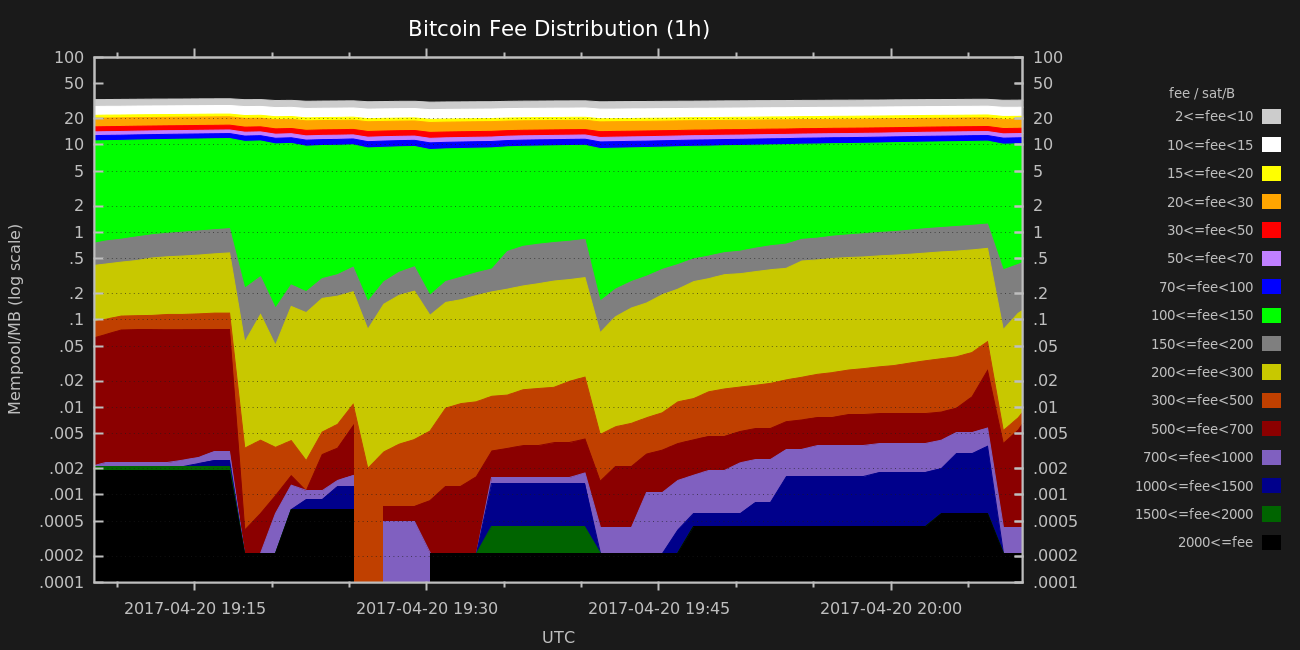 Bitcoin Fee Distribution (1h)
Mempool/MB (log scale)
100
50
20
10
5
2
1
.5
.2
.1
.05
.02
.01
.005
.002
.001
.0005
.0002
.0001
100
50
20
10
5
2
1
.5
.2
.1
.05
.02
.01
.005
.002
.001
.0005
.0002
.0001
2017-04-20 19:15
2017-04-20 19:30
2017-04-20 19:45
2017-04-20 20:00
UTC
fee / sat/B
2<=fee<10
10<=fee<15
15<=fee<20
20<=fee<30
30<=fee<50
50<=fee<70
70<=fee<100
100<=fee<150
150<=fee<200
200<=fee<300
300<=fee<500
500<=fee<700
700<=fee<1000
1000<=fee<1500
1500<=fee<2000
2000<=fee